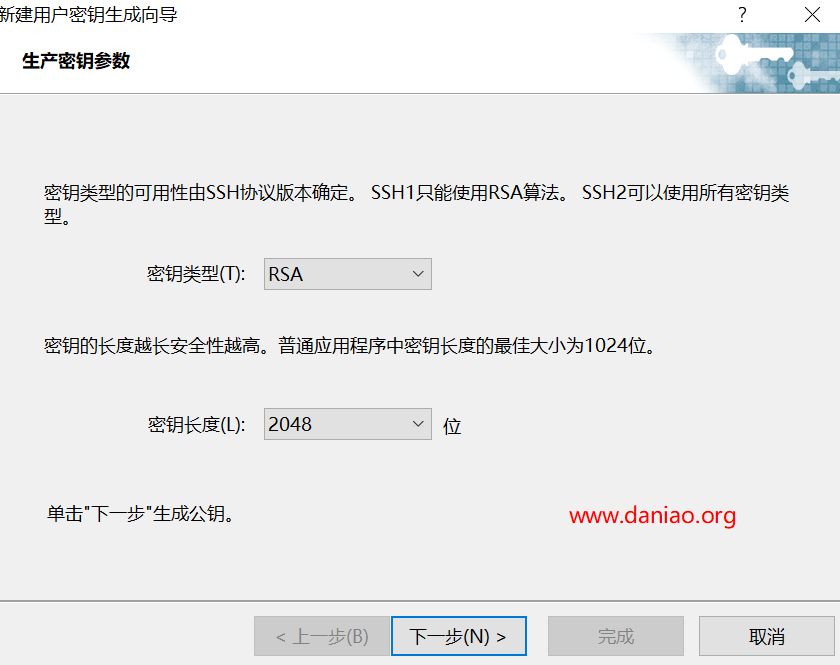 新建用户密钥生成向导
?
生产密钥参数
密钥类型的可用性由SSH协议版本确定。 SSH1只能使用RSA算法。 SSH2可以使用所有密钥类
型。
密钥类型(T): RSA
密钥的长度越长安全性越高。普通应用程序中密钥长度的最佳大小为1024位。
密钥长度(L): 2048 位
单击"下一步"生成公钥。
www.daniao.org
< 上一步(B) 下一步(N) > 完成 取消